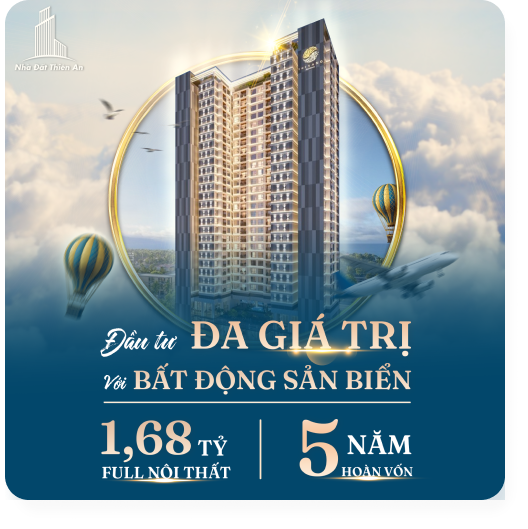 Nhà Đất Thiên Ân
Đầu tư ĐA GIÁ TRỊ
Với BẤT ĐỘNG SẢN BIỂN
1,68 TỶ
FULL NỘI THẤT
5 NĂM
HOÀN VỐN